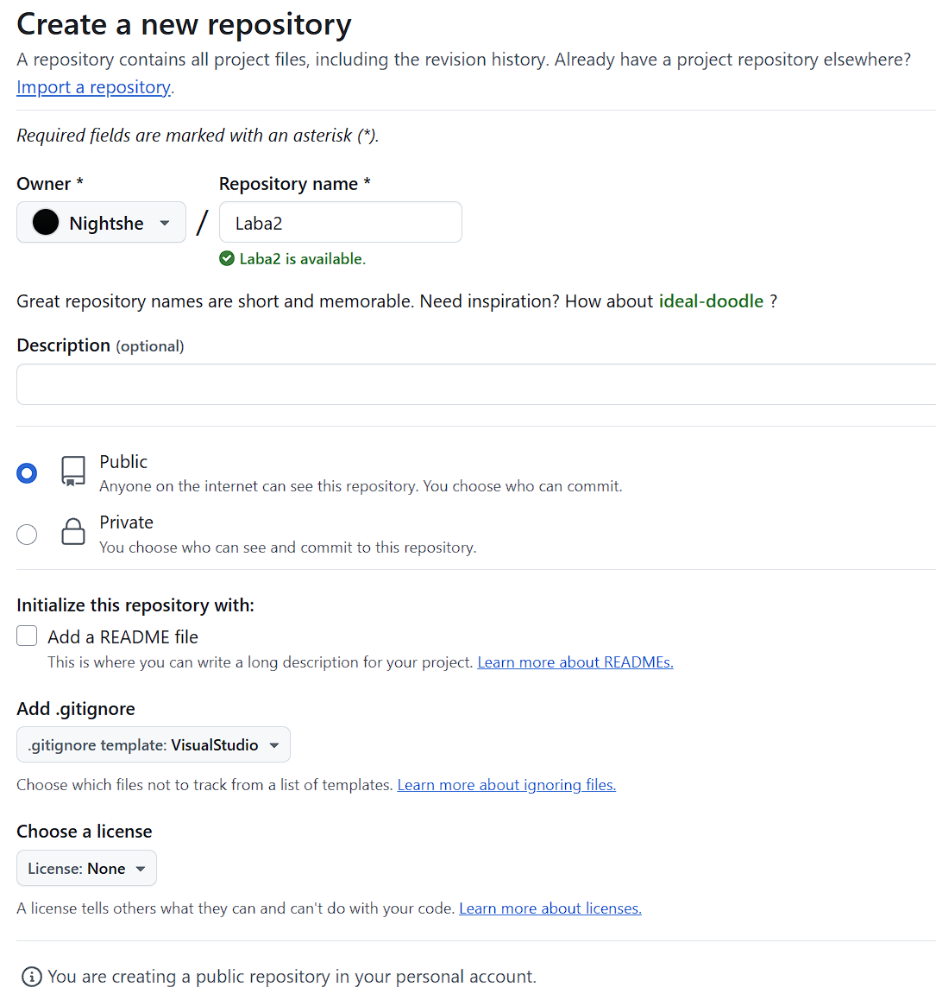 Create a new repository
A repository contains all project files, including the revision history. Already have a project repository elsewhere?
Import a repository.
Required fields are marked with an asterisk (*).
Owner * Repository name *
Nightshe / Laba2
Laba2 is available.
Great repository names are short and memorable. Need inspiration? How about ideal-doodle ?
Description (optional)
Public
Anyone on the internet can see this repository. You choose who can commit.
Private
You choose who can see and commit to this repository.
Initialize this repository with:
Add a README file
This is where you can write a long description for your project. Learn more about READMEs.
Add .gitignore
.gitignore template: VisualStudio
Choose which files not to track from a list of templates. Learn more about ignoring files.
Choose a license
License: None
A license tells others what they can and can't do with your code. Learn more about licenses.
You are creating a public repository in your personal account.